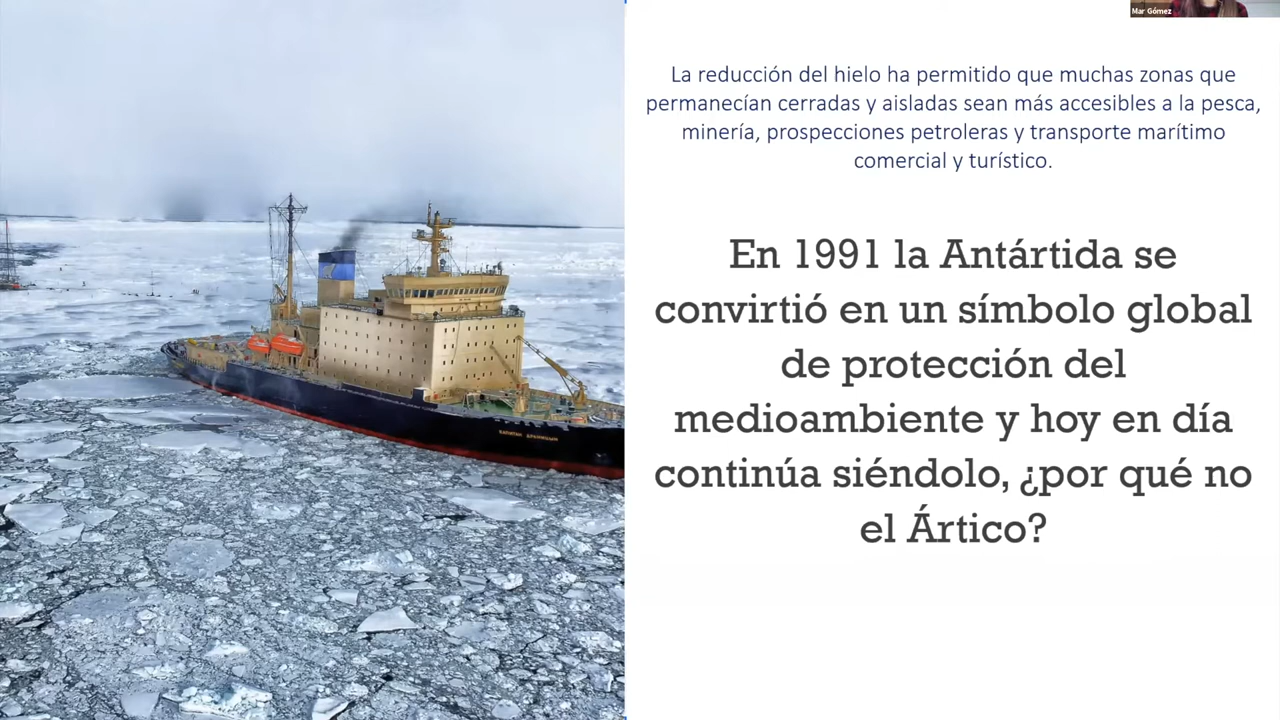 Mar Gómez
La reducción del hielo ha permitido que muchas zonas que
permanecían cerradas y aisladas sean más accesibles a la pesca,
minería, prospecciones petroleras y transporte marítimo
comercial y turístico.
En 1991 la Antártida se
convirtió en un símbolo global
de protección del
medioambiente y hoy en día
continúa siéndolo, ¿por qué no
el Ártico?